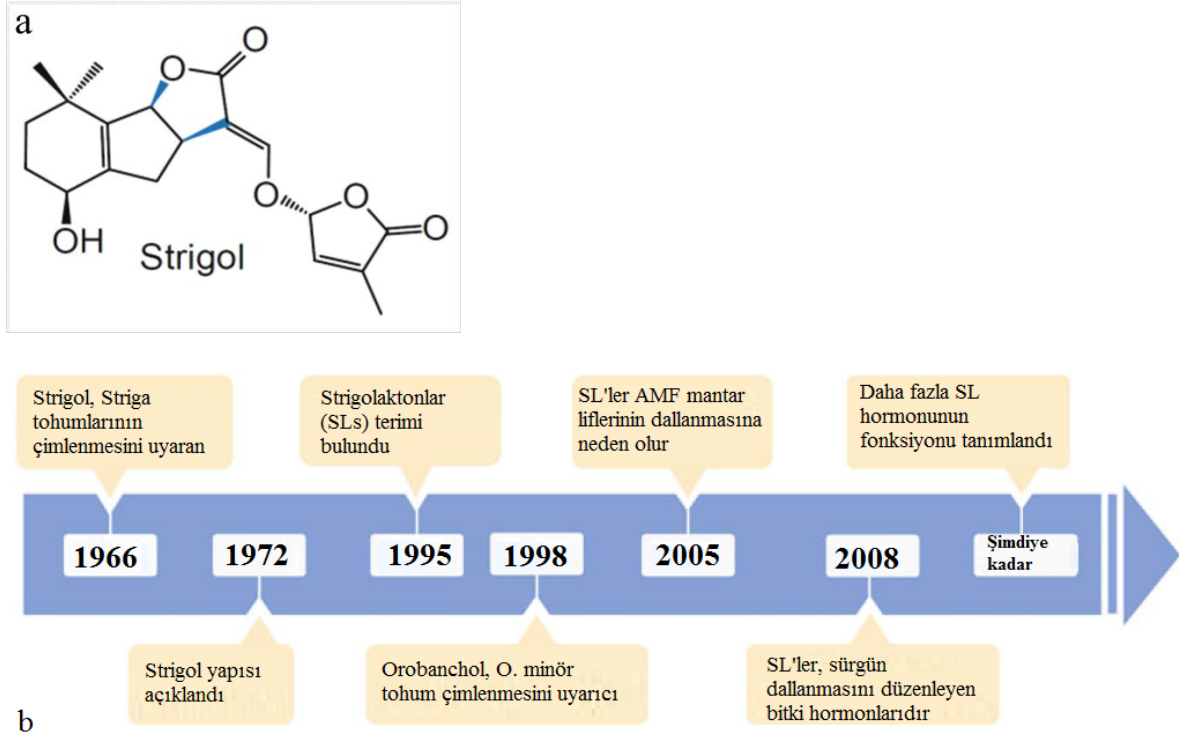 a
O
O
O
O
O
OH
Strigol
Strigol, Striga
tohumlarının
çimlenmesini uyaran
Strigolaktonlar
(SLs) terimi
bulundu
SL'ler AMF mantar
liflerinin dallanmasına
neden olur
Daha fazla SL
hormonunun
fonksiyonu tanımlandı
1966
1972
1995
1998
2005
2008
Şimdiye
kadar
Strigol yapısı
açıklandı
Orobanchol, O. minör
tohum çimlenmesini uyarıcı
SL'ler, sürgün
dallanmasını düzenleyen
bitki hormonlarıdır
b